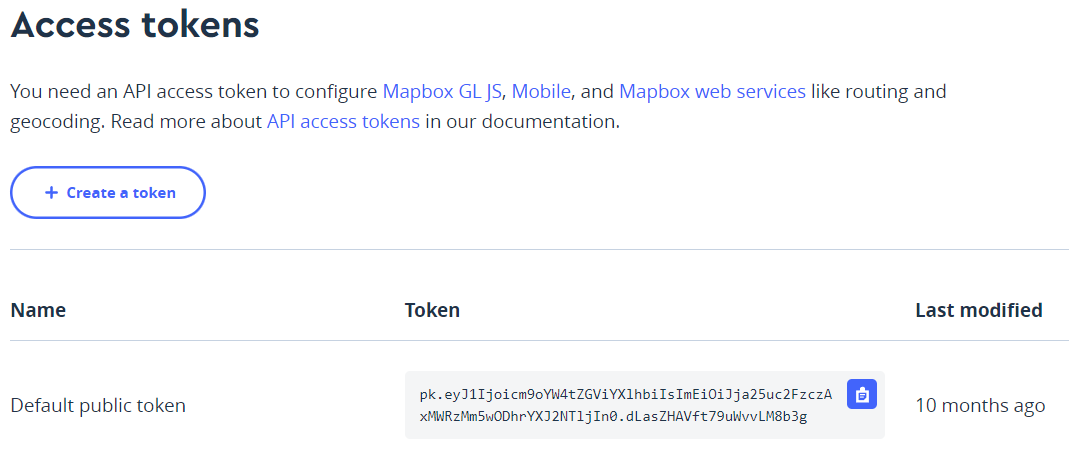 Access tokens
You need an API access token to configure Mapbox GL JS, Mobile, and Mapbox web services like routing and
geocoding. Read more about API access tokens in our documentation.
+ Create a token
Name Token Last modified
pk.eyJ1Ijoicm9oYW4tZGViYXlhbiIsImEiOiJja25uc2FzczA
Default public token 10 months ago
xMWRzMm5wODhrYXJ2NTljIn0.dLasZHAVft79uWvvLM8b3g